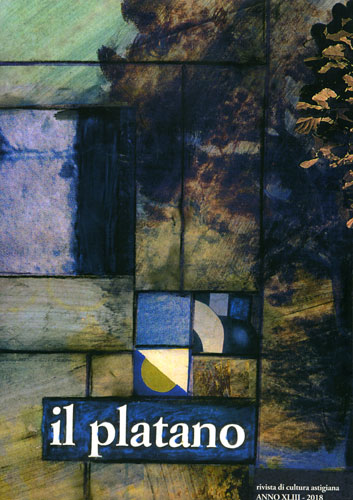 il platano
rivista di cultura astigiana
ANNO XLIII - 2018